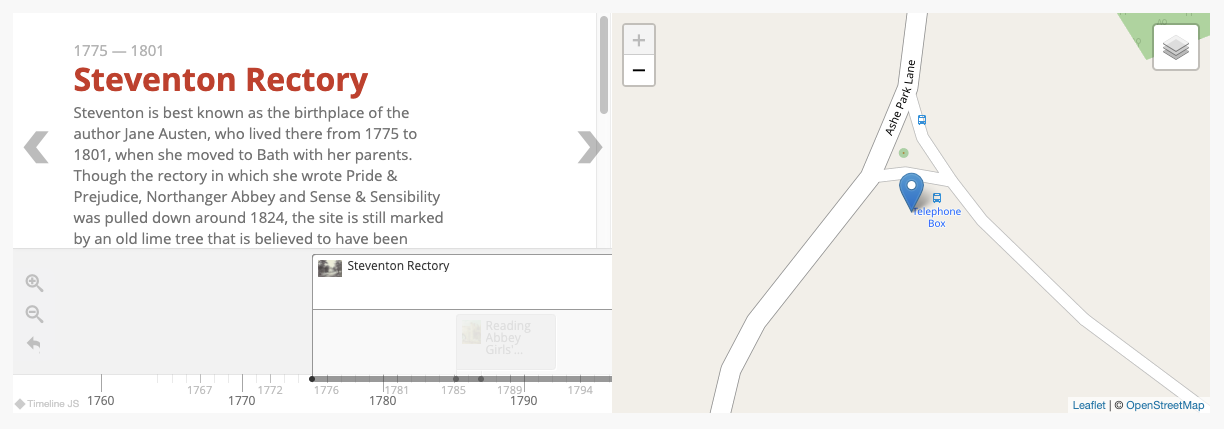 1775 — 1801
Steventon Rectory
Steventon is best known as the birthplace of the
author Jane Austen, who lived there from 1775 to
1801, when she moved to Bath with her parents.
Though the rectory in which she wrote Pride &
Prejudice, Northanger Abbey and Sense & Sensibility
was pulled down around 1824, the site is still marked
by an old lime tree that is believed to have been
Steventon Rectory
Reading
Abbey
Girls'...
1767 1772 1776 1781 1785 1789 1794
1760 1770 1780 1790
Timeline JS
+
−
Ashe Park Lane
Telephone
Box
Leaflet | © OpenStreetMap